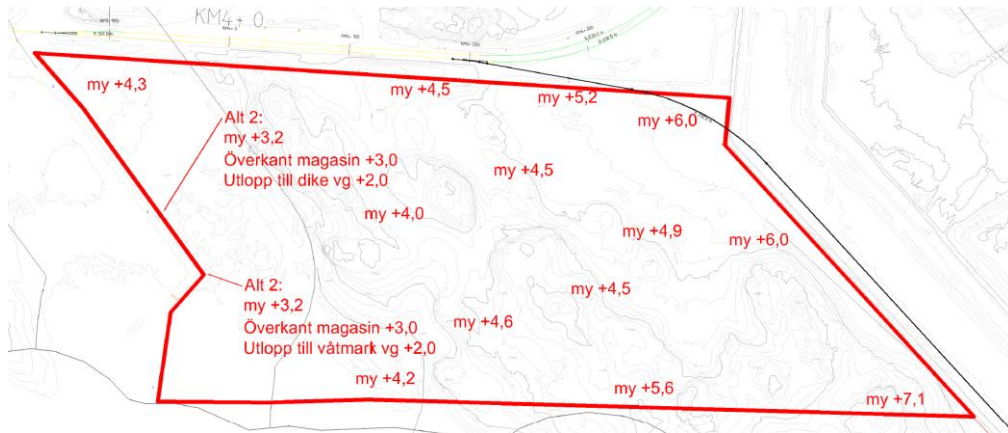 KM4+ 0.
my +4,3
my +4,5
my +5,2
my +6,0
Alt 2:
my +3,2
Överkant magasin +3,0
Utlopp till dike vg +2,0
my +4,5
my +4,0
my +4,9
my +6,0
my +4,5
Alt 2:
my +3,2
Överkant magasin +3,0
Utlopp till våtmark vg +2,0
my +4,6
my +4,2
my +5,6
my +7,1